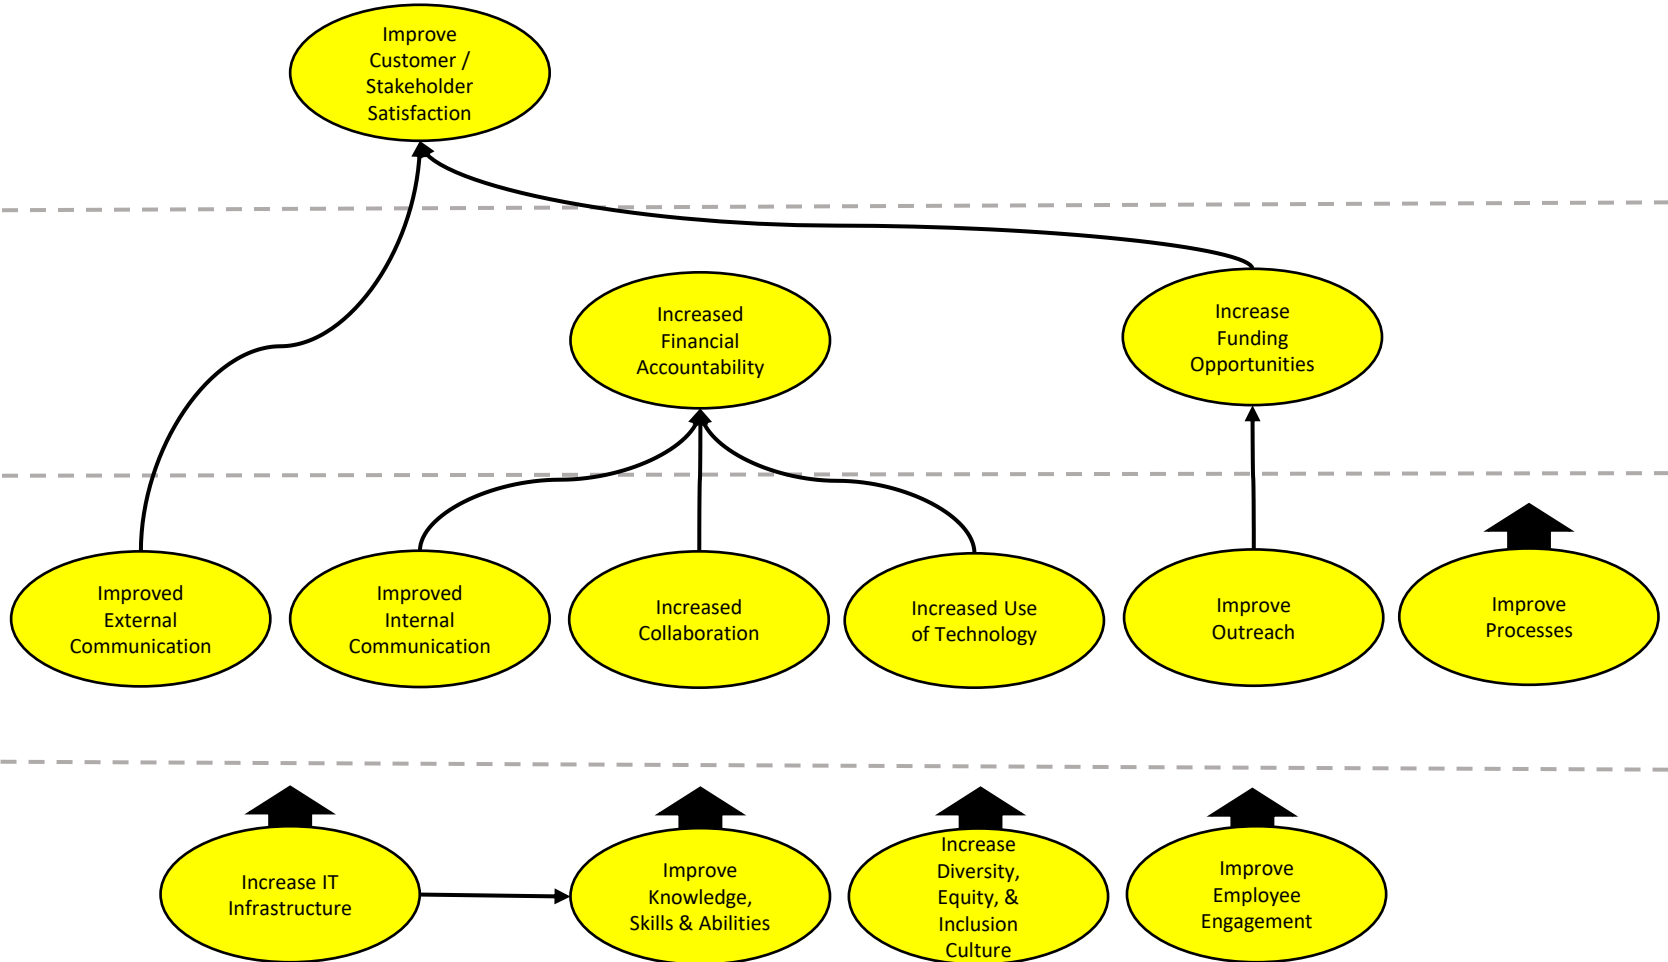 Improve
Customer /
Stakeholder
Satisfaction
Increased
Financial
Accountability
Increase
Funding
Opportunities
Improved
External
Communication
Improved
Internal
Communication
Increased
Collaboration
Increased Use
of Technology
Improve
Outreach
Improve
Processes
Increase IT
Infrastructure
Improve
Knowledge,
Skills & Abilities
Increase
Diversity,
Equity, &
Inclusion
Culture
Improve
Employee
Engagement